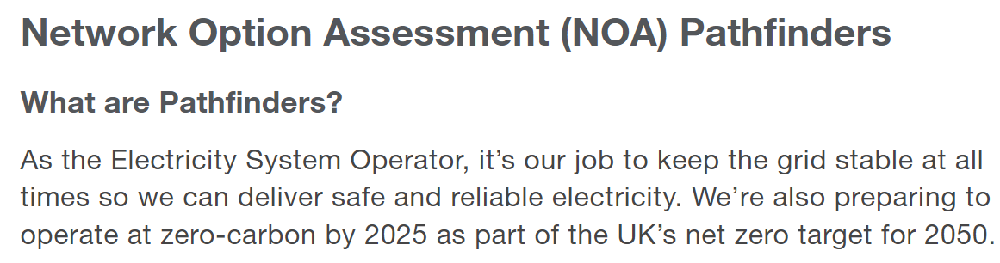 Network Option Assessment (NOA) Pathfinders
What are Pathfinders?
As the Electricity System Operator, it’s our job to keep the grid stable at all
times so we can deliver safe and reliable electricity. We’re also preparing to
operate at zero-carbon by 2025 as part of the UK’s net zero target for 2050.